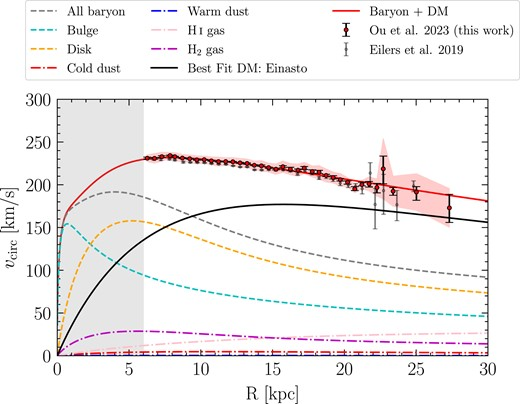 All baryon
Bulge
Disk
Cold dust
Warm dust
H I gas
H₂ gas
Best Fit DM: Einasto
Baryon + DM
Ou et al. 2023 (this work)
Eilers et al. 2019
300
250
200
150
100
50
0
v_circ [km/s]
0 5 10 15 20 25 30
R [kpc]